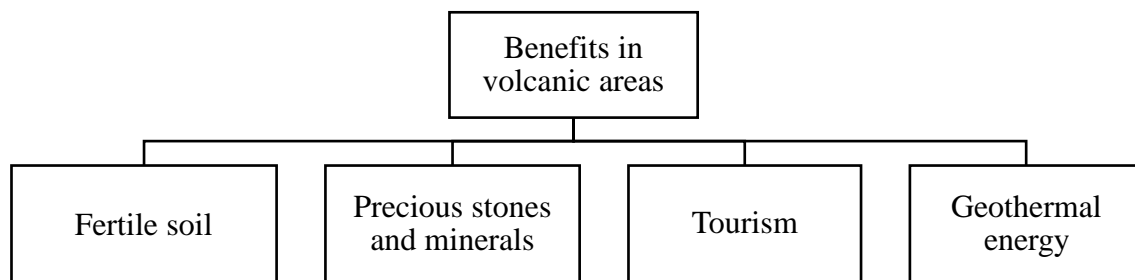 Benefits in
volcanic areas
Fertile soil
Precious stones
and minerals
Tourism
Geothermal
energy